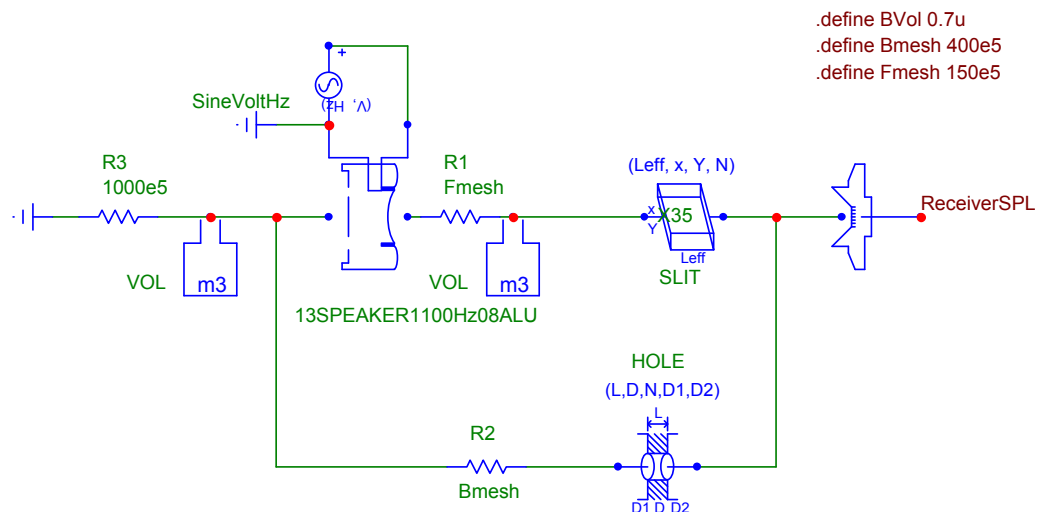 .define BVol 0.7u
.define Bmesh 400e5
.define Fmesh 150e5
+
SineVoltHz
(V, Hz)
R3
1000e5
R1
Fmesh
(Leff, x, Y, N)
x
X35
Y
Leff
SLIT
ReceiverSPL
VOL
m3
VOL
m3
13SPEAKER1100Hz08ALU
HOLE
(L,D,N,D1,D2)
L
R2
Bmesh
D1 D D2